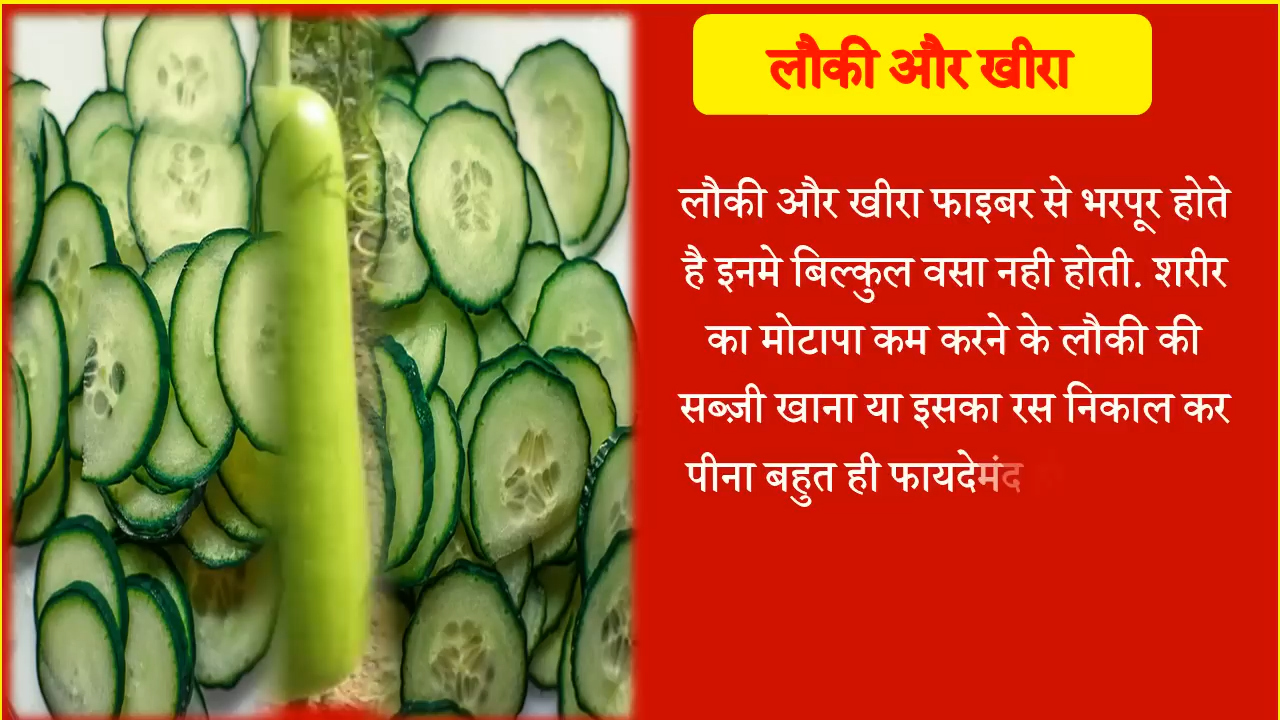 लौकी और खीरा
लौकी और खीरा फाइबर से भरपूर होते
है इनमे बिल्कुल वसा नही होती. शरीर
का मोटापा कम करने के लौकी की
सब्ज़ी खाना या इसका रस निकाल कर
पीना बहुत ही फायदेमंद